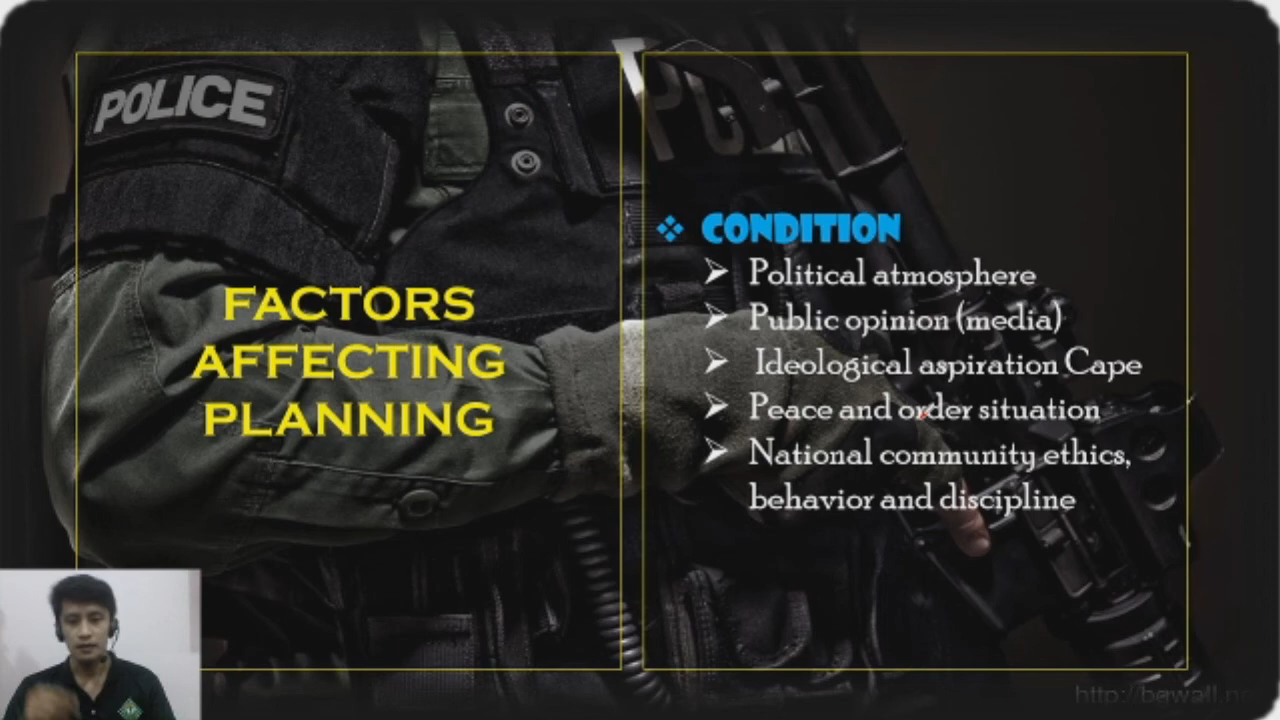 POLICE
FACTORS
AFFECTING
PLANNING
❖ CONDITION
➢ Political atmosphere
➢ Public opinion (media)
➢ Ideological aspiration Cape
➢ Peace and order situation
➢ National community ethics,
behavior and discipline